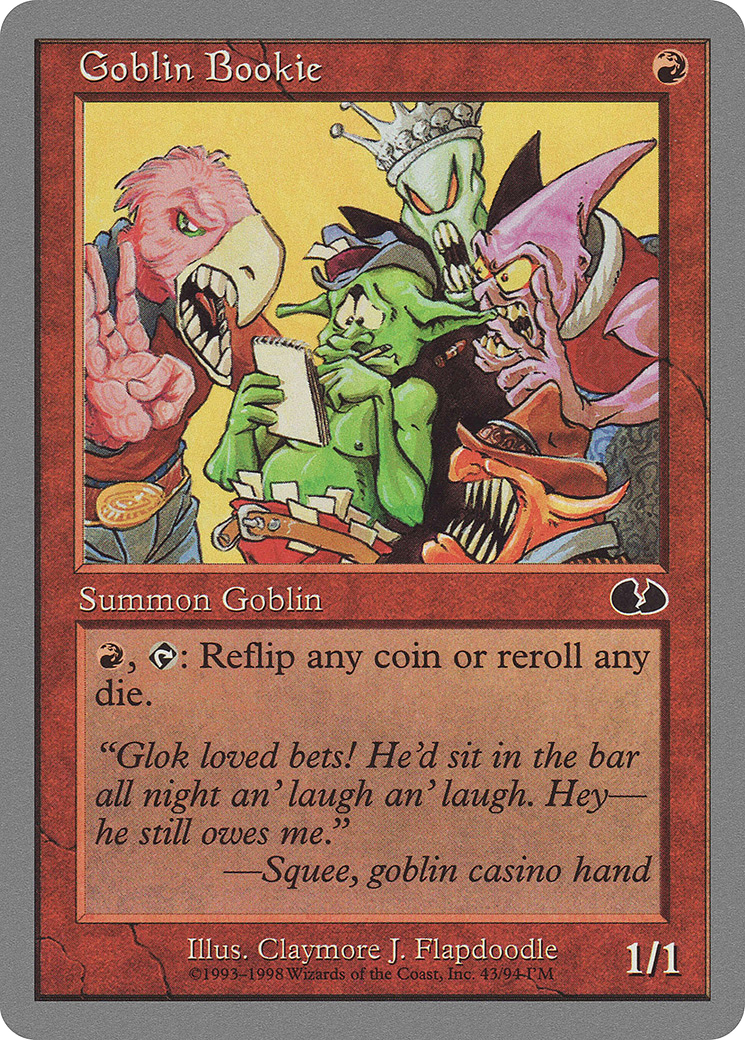 Goblin Bookie
Summon Goblin
, : Reflip any coin or reroll any
die.
“Glok loved bets! He’d sit in the bar
all night an’ laugh an’ laugh. Hey—
he still owes me.”
—Squee, goblin casino hand
Illus. Claymore J. Flapdoodle
©1993–1998 Wizards of the Coast, Inc. 43/94-PM
1/1